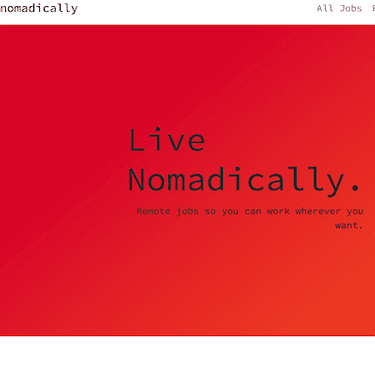 nomadically All Jobs
Live
Nomadically.
Remote jobs so you can work wherever you
want.